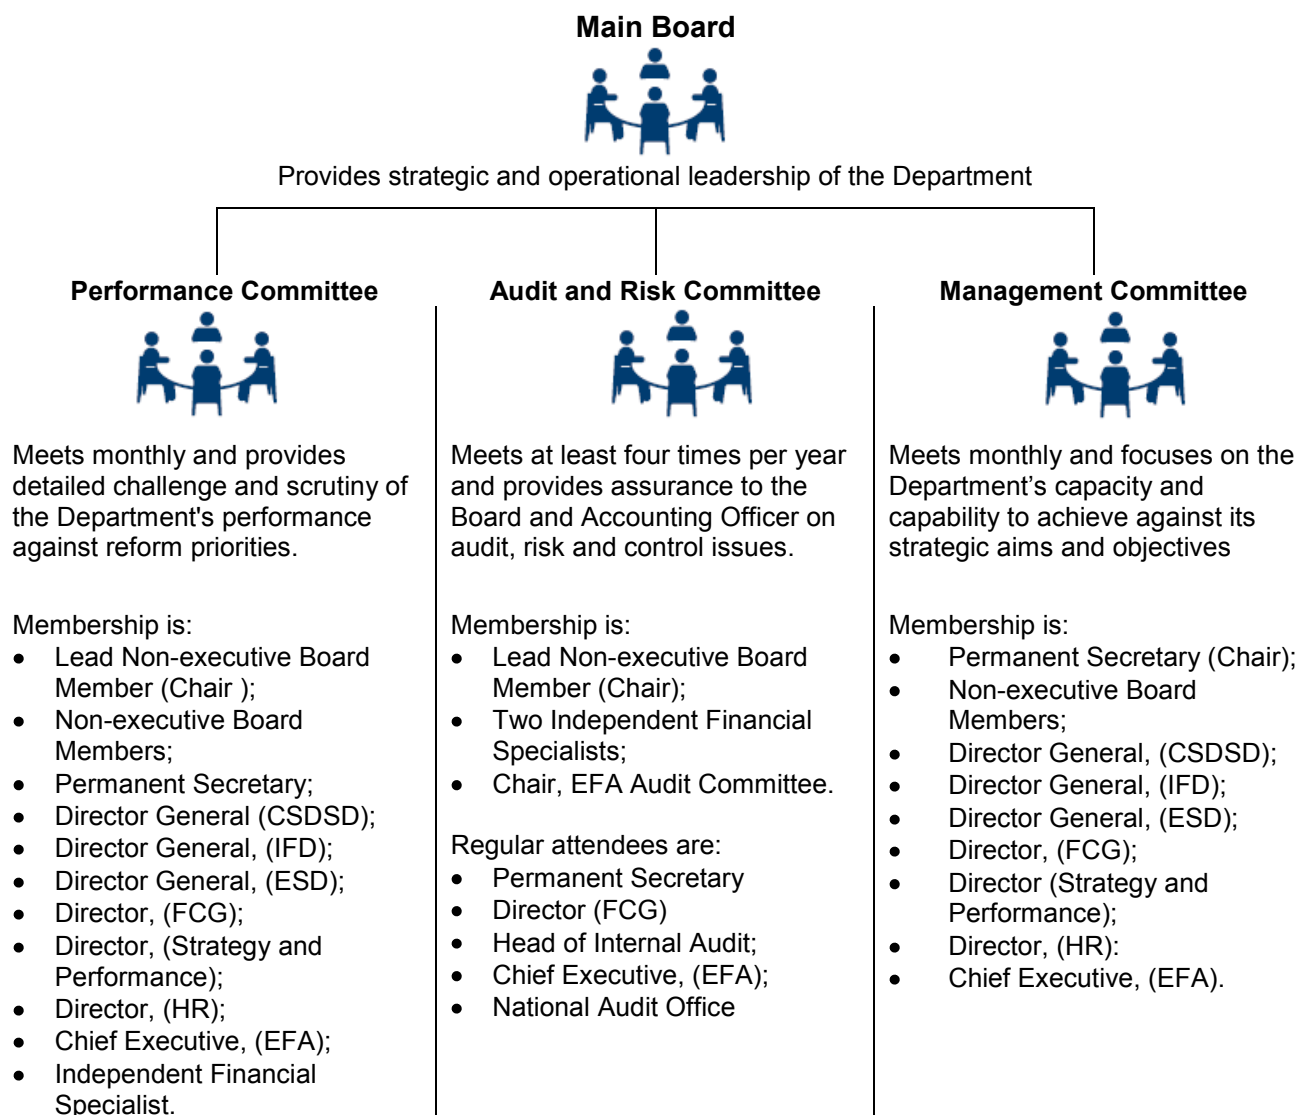 Main Board
Provides strategic and operational leadership of the Department
Performance Committee
Meets monthly and provides
detailed challenge and scrutiny of
the Department's performance
against reform priorities.
Membership is:
• Lead Non-executive Board
Member (Chair );
• Non-executive Board
Members;
• Permanent Secretary;
• Director General (CSDSD);
• Director General, (IFD);
• Director General, (ESD);
• Director, (FCG);
• Director, (Strategy and
Performance);
• Director, (HR);
• Chief Executive, (EFA);
• Independent Financial
Specialist.
Audit and Risk Committee
Meets at least four times per year
and provides assurance to the
Board and Accounting Officer on
audit, risk and control issues.
Membership is:
• Lead Non-executive Board
Member (Chair);
• Two Independent Financial
Specialists;
• Chair, EFA Audit Committee.
Regular attendees are:
• Permanent Secretary
• Director (FCG)
• Head of Internal Audit;
• Chief Executive, (EFA);
• National Audit Office
Management Committee
Meets monthly and focuses on the
Department’s capacity and
capability to achieve against its
strategic aims and objectives
Membership is:
• Permanent Secretary (Chair);
• Non-executive Board
Members;
• Director General, (CSDSD);
• Director General, (IFD);
• Director General, (ESD);
• Director, (FCG);
• Director (Strategy and
Performance);
• Director, (HR):
• Chief Executive, (EFA).